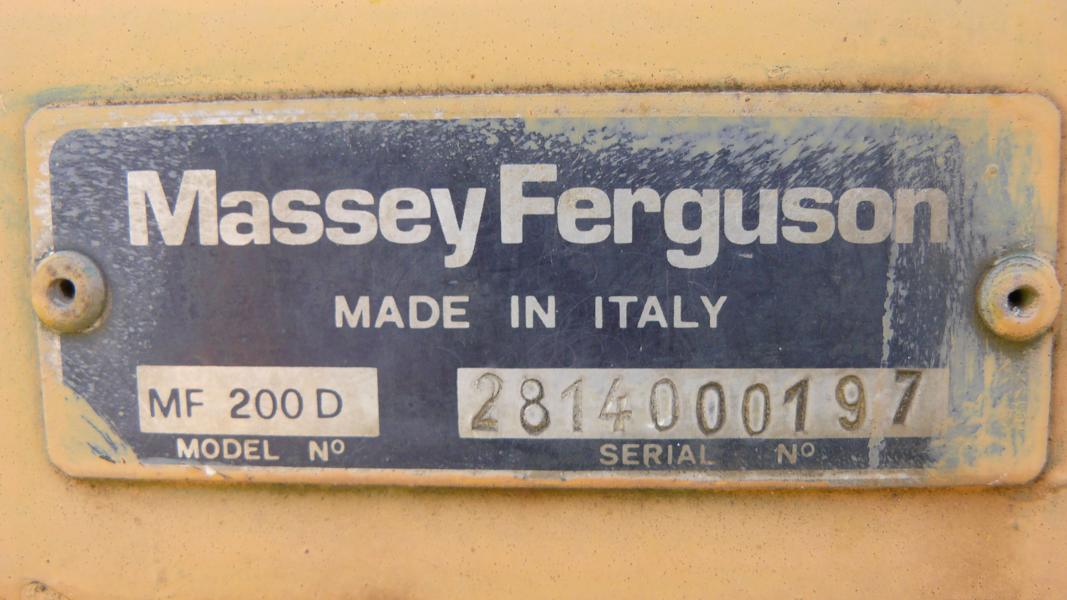 Massey Ferguson
MADE IN ITALY
MF 200 D 2814000197
MODEL Nº SERIAL Nº